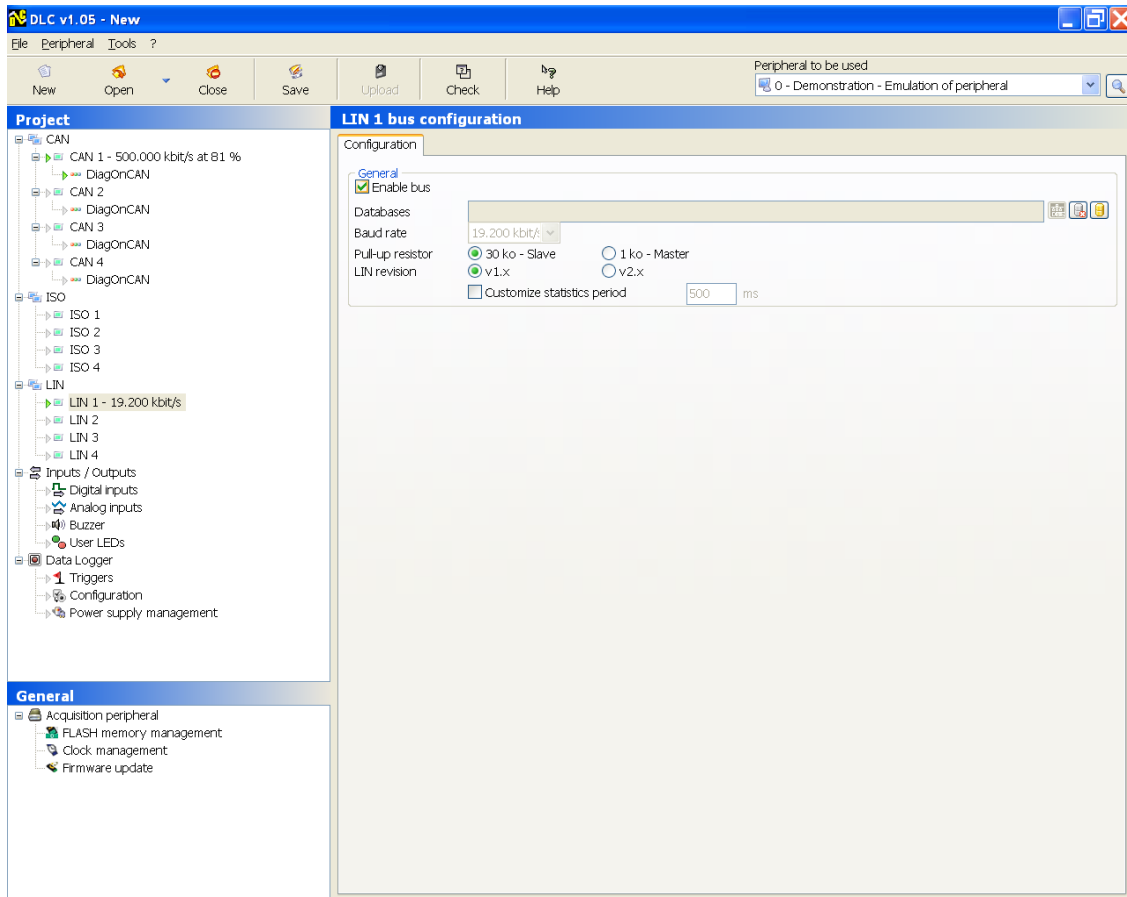 DLC v1.05 - New
File Peripheral Tools ?
Peripheral to be used
New Open Close Save Upload Check Help
0 - Demonstration - Emulation of peripheral
Project
CAN
CAN 1 - 500.000 kbit/s at 81 %
DiagOnCAN
CAN 2
DiagOnCAN
CAN 3
DiagOnCAN
CAN 4
DiagOnCAN
ISO
ISO 1
ISO 2
ISO 3
ISO 4
LIN
LIN 1 - 19.200 kbit/s
LIN 2
LIN 3
LIN 4
Inputs / Outputs
Digital inputs
Analog inputs
Buzzer
User LEDs
Data Logger
Triggers
Configuration
Power supply management
General
Acquisition peripheral
FLASH memory management
Clock management
Firmware update
LIN 1 bus configuration
Configuration
General
Enable bus
Databases
Baud rate 19.200 kbit/s
Pull-up resistor 30 ko - Slave 1 ko - Master
LIN revision v1.x v2.x
Customize statistics period 500 ms